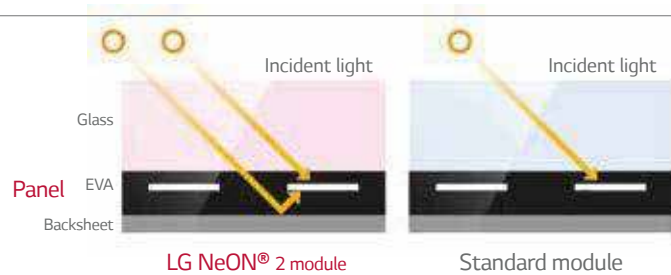 Incident light
Incident light
Glass
Panel
EVA
Backsheet
LG NeON® 2 module
Standard module